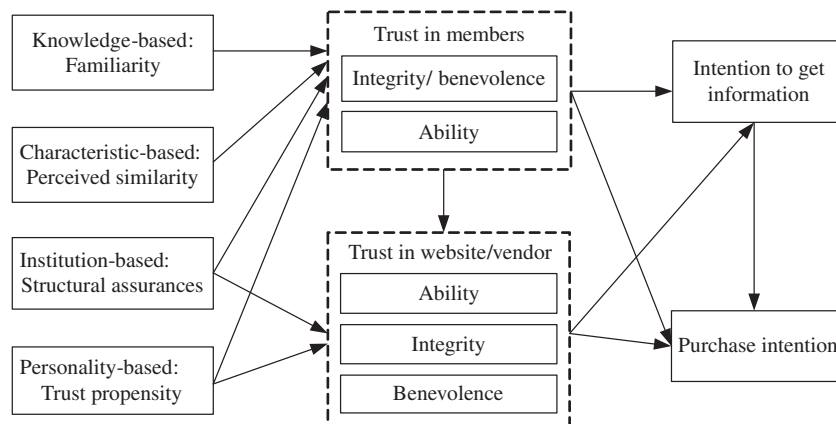 Knowledge-based:
Familiarity
Characteristic-based:
Perceived similarity
Institution-based:
Structural assurances
Personality-based:
Trust propensity
Trust in members
Integrity/ benevolence
Ability
Trust in website/vendor
Ability
Integrity
Benevolence
Intention to get
information
Purchase intention